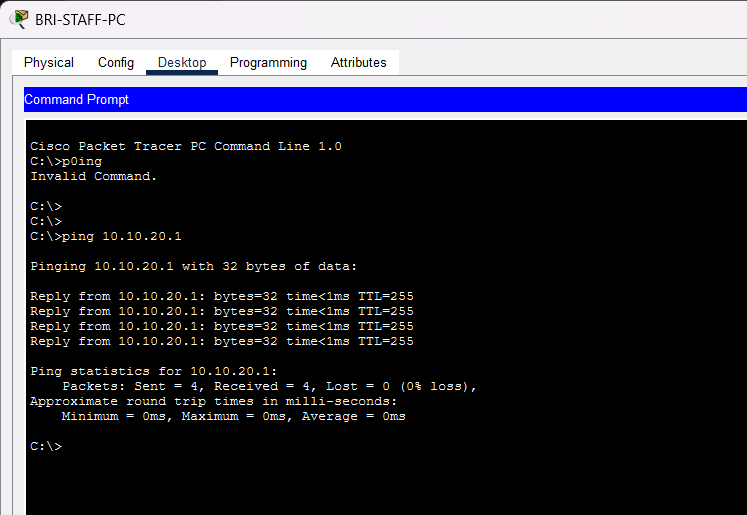 BRI-STAFF-PC
Physical Config Desktop Programming Attributes
Command Prompt
Cisco Packet Tracer PC Command Line 1.0
C:\>p0ing
Invalid Command.
C:\>
C:\>
C:\>ping 10.10.20.1
Pinging 10.10.20.1 with 32 bytes of data:
Reply from 10.10.20.1: bytes=32 time<1ms TTL=255
Reply from 10.10.20.1: bytes=32 time<1ms TTL=255
Reply from 10.10.20.1: bytes=32 time<1ms TTL=255
Reply from 10.10.20.1: bytes=32 time<1ms TTL=255
Ping statistics for 10.10.20.1:
Packets: Sent = 4, Received = 4, Lost = 0 (0% loss),
Approximate round trip times in milli-seconds:
Minimum = 0ms, Maximum = 0ms, Average = 0ms
C:\>